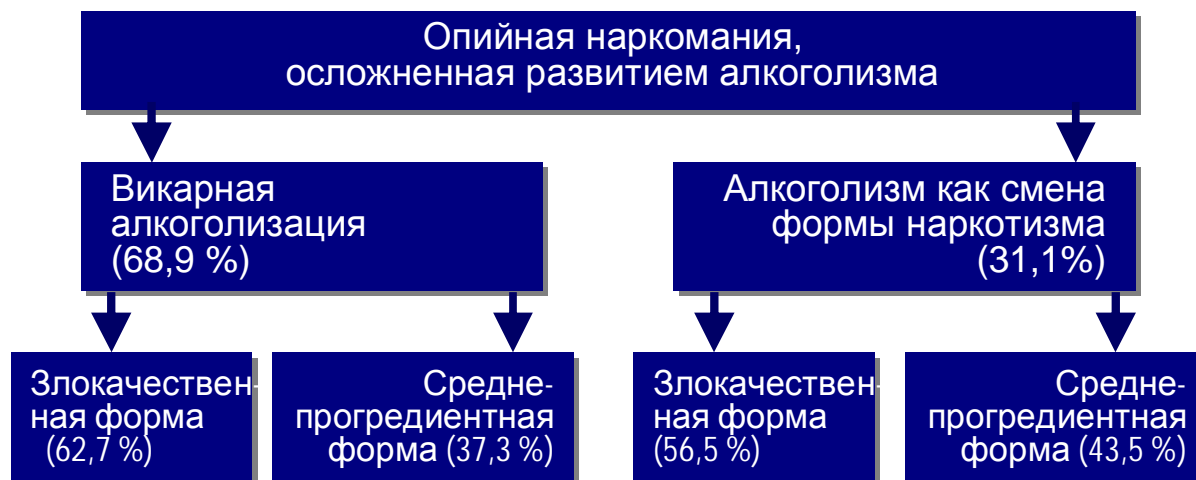 Опийная наркомания,
осложненная развитием алкоголизма
Викарная
алкоголизация
(68,9 %)
Алкоголизм как смена
формы наркотизма
(31,1%)
Злокачествен-
ная форма
(62,7 %)
Средне-
прогредиентная
форма (37,3 %)
Злокачествен-
ная форма
(56,5 %)
Средне-
прогредиентная
форма (43,5 %)